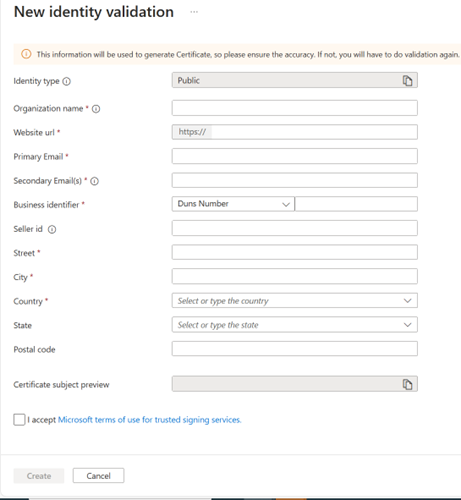 New identity validation ...
This information will be used to generate Certificate, so please ensure the accuracy. If not, you will have to do validation again.
Identity type
Public
Organization name *
Website url *
https://
Primary Email *
Secondary Email(s) *
Business identifier *
Duns Number
Seller id
Street *
City *
Country *
Select or type the country
State
Select or type the state
Postal code
Certificate subject preview
I accept Microsoft terms of use for trusted signing services.
Create
Cancel